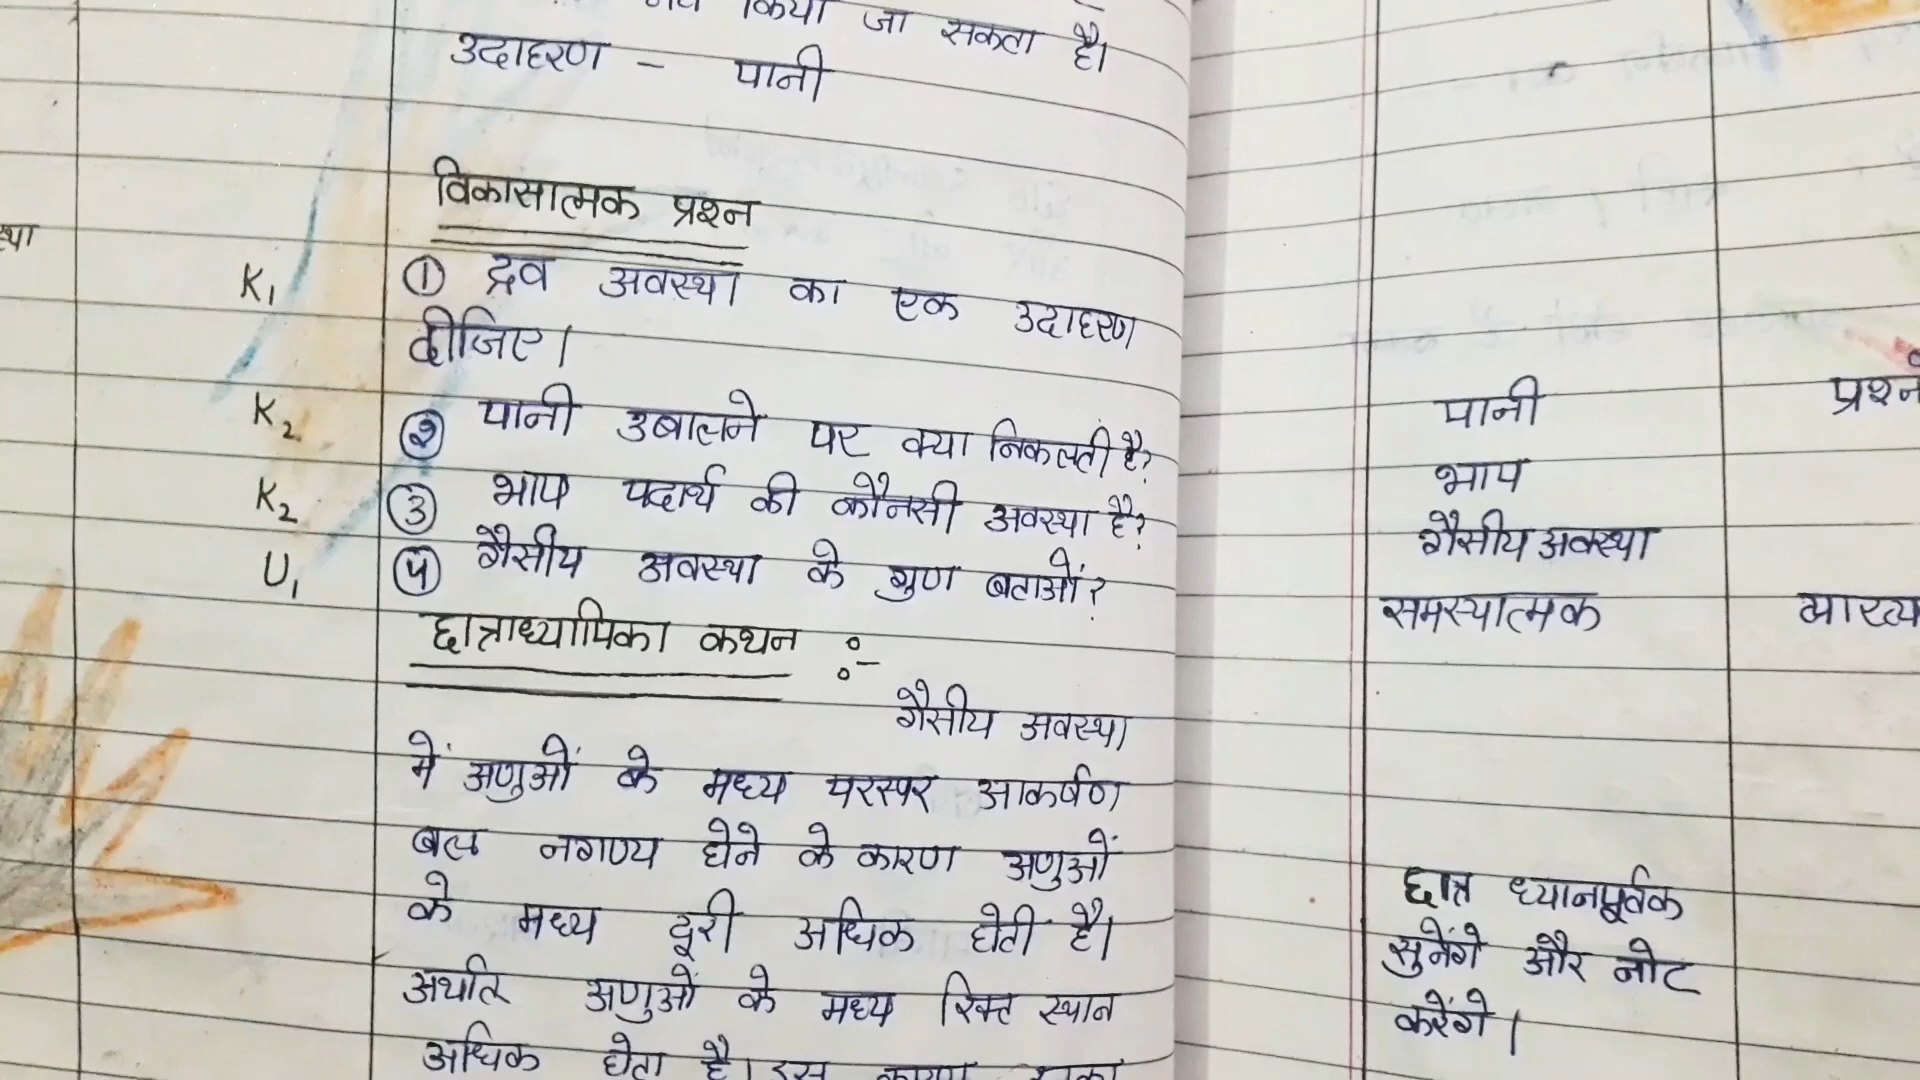 किया जा सकता है।
उदाहरण - पानी
विकासात्मक प्रश्न
स्था
K1 ① द्रव अवस्था का एक उदाहरण
दीजिए।
K2 ② पानी उबालने पर क्या निकलती है?
K2 ③ भाप पदार्थ की कौनसी अवस्था है?
U1 ④ गैसीय अवस्था के गुण बताओं?
छात्राध्यापिका कथन :-
गैसीय अवस्था
में अणुओं के मध्य परस्पर आकर्षण
बल नगण्य होने के कारण अणुओं
के मध्य दूरी अधिक होती है।
अर्थात अणुओं के मध्य रिक्त स्थान
अधिक होता है। इस कारण
पानी प्रश्न
भाप
गैसीय अवस्था
समस्यात्मक व्याख्य
छात्र ध्यानपूर्वक
सुनेंगे और नोट
करेंगे।